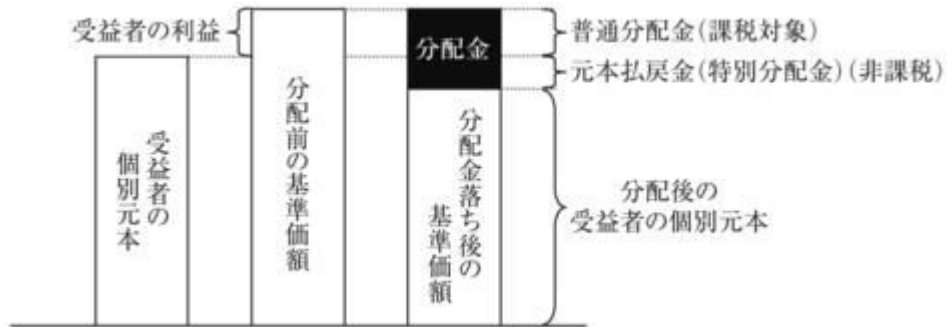 受益者の利益
受益者の
個別元本
分配前の基準価額
分配金
分配金落ち後の
基準価額
普通分配金(課税対象)
元本払戻金(特別分配金)(非課税)
分配後の
受益者の個別元本